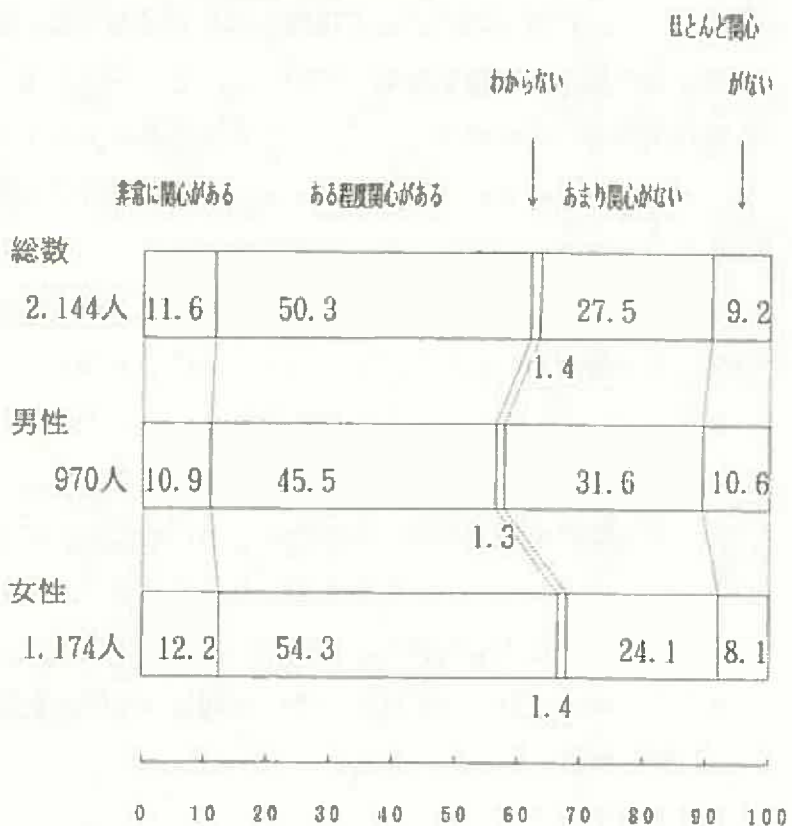 ほとんど関心
わからない がない
非常に関心がある ある程度関心がある あまり関心がない
総数
2.144人 11.6 50.3 27.5 9.2
1.4
男性
970人 10.9 45.5 31.6 10.6
1.3
女性
1.174人 12.2 54.3 24.1 8.1
1.4
0 10 20 30 40 50 60 70 80 90 100